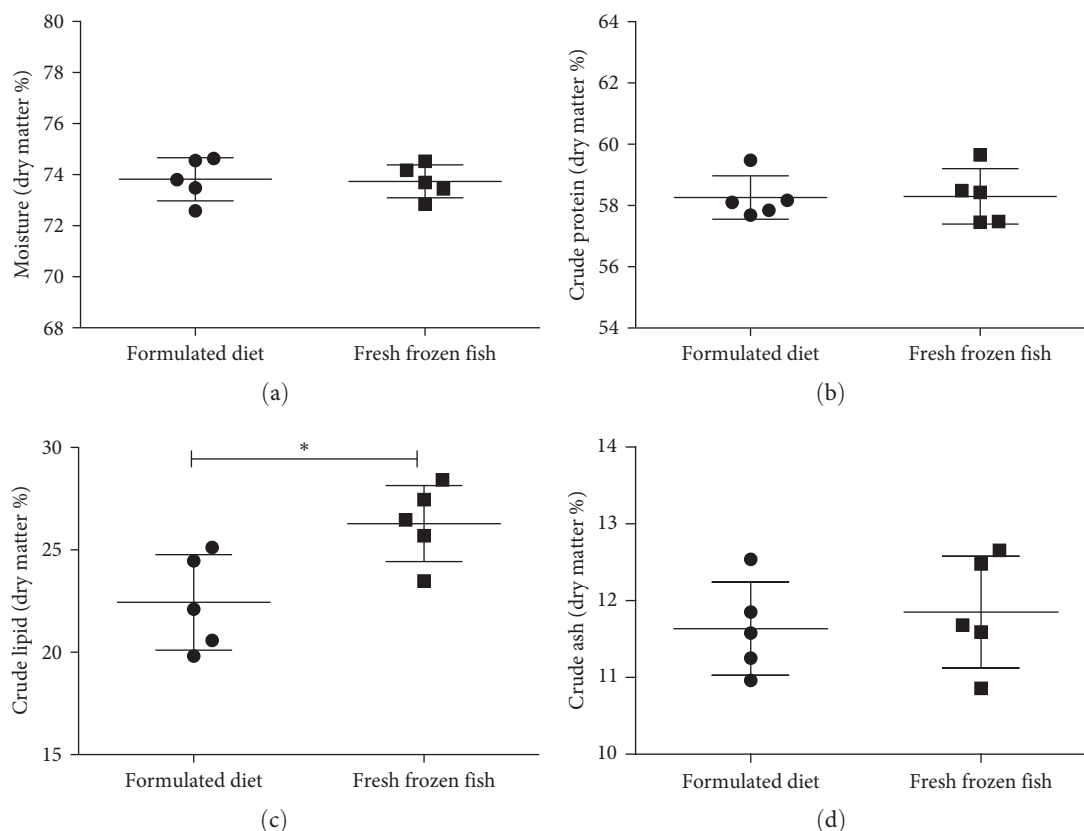 80
78
76
74
72
70
68
Moisture (dry matter %)
Formulated diet
Fresh frozen fish
(a)
64
62
60
58
56
54
Crude protein (dry matter %)
Formulated diet
Fresh frozen fish
(b)
30
25
20
15
Crude lipid (dry matter %)
*
Formulated diet
Fresh frozen fish
(c)
14
13
12
11
10
Crude ash (dry matter %)
Formulated diet
Fresh frozen fish
(d)